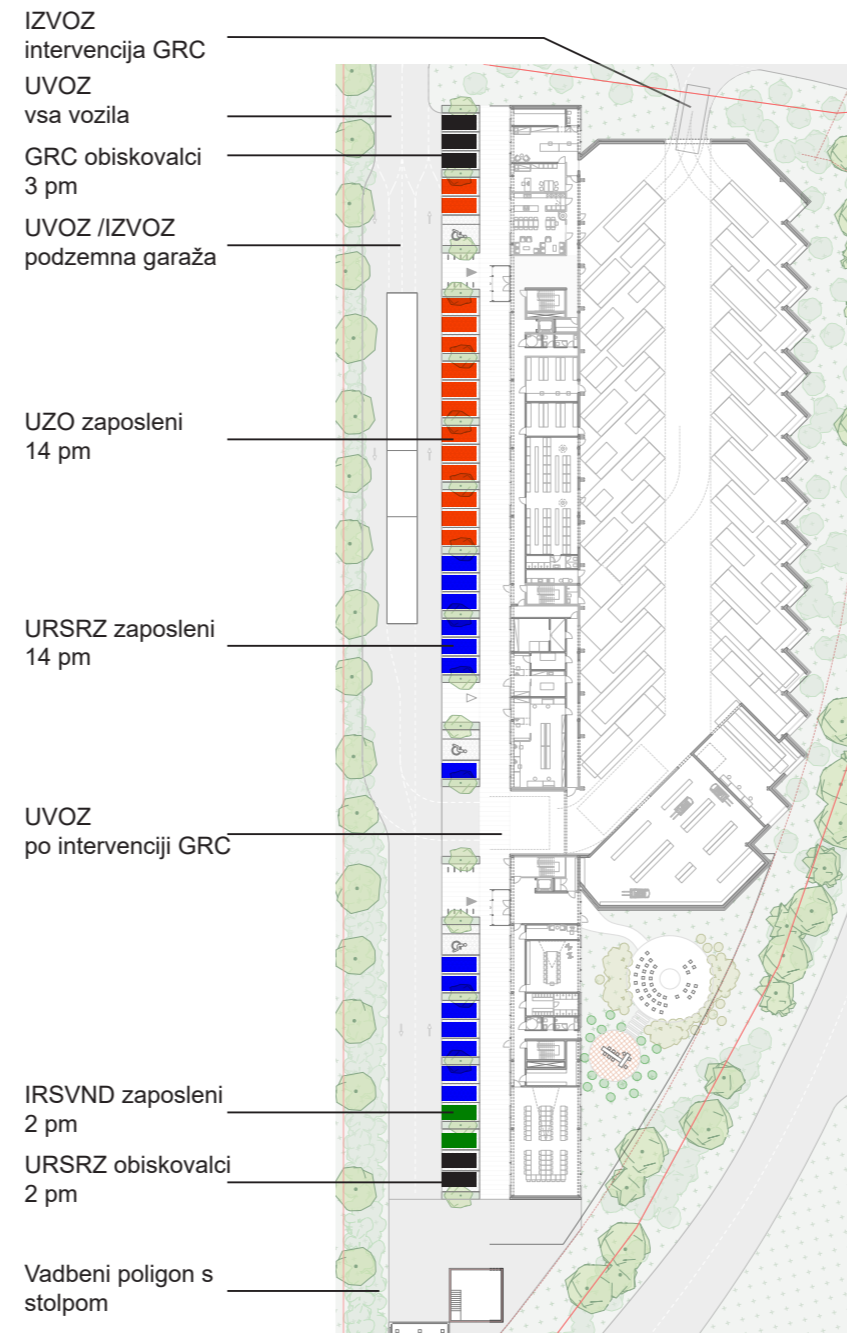 IZVOZ
intervencija GRC
UVOZ
vsa vozila
GRC obiskovalci
3 pm
UVOZ /IZVOZ
podzemna garaža
UZO zaposleni
14 pm
URSRZ zaposleni
14 pm
UVOZ
po intervenciji GRC
IRSVND zaposleni
2 pm
URSRZ obiskovalci
2 pm
Vadbeni poligon s
stolpom